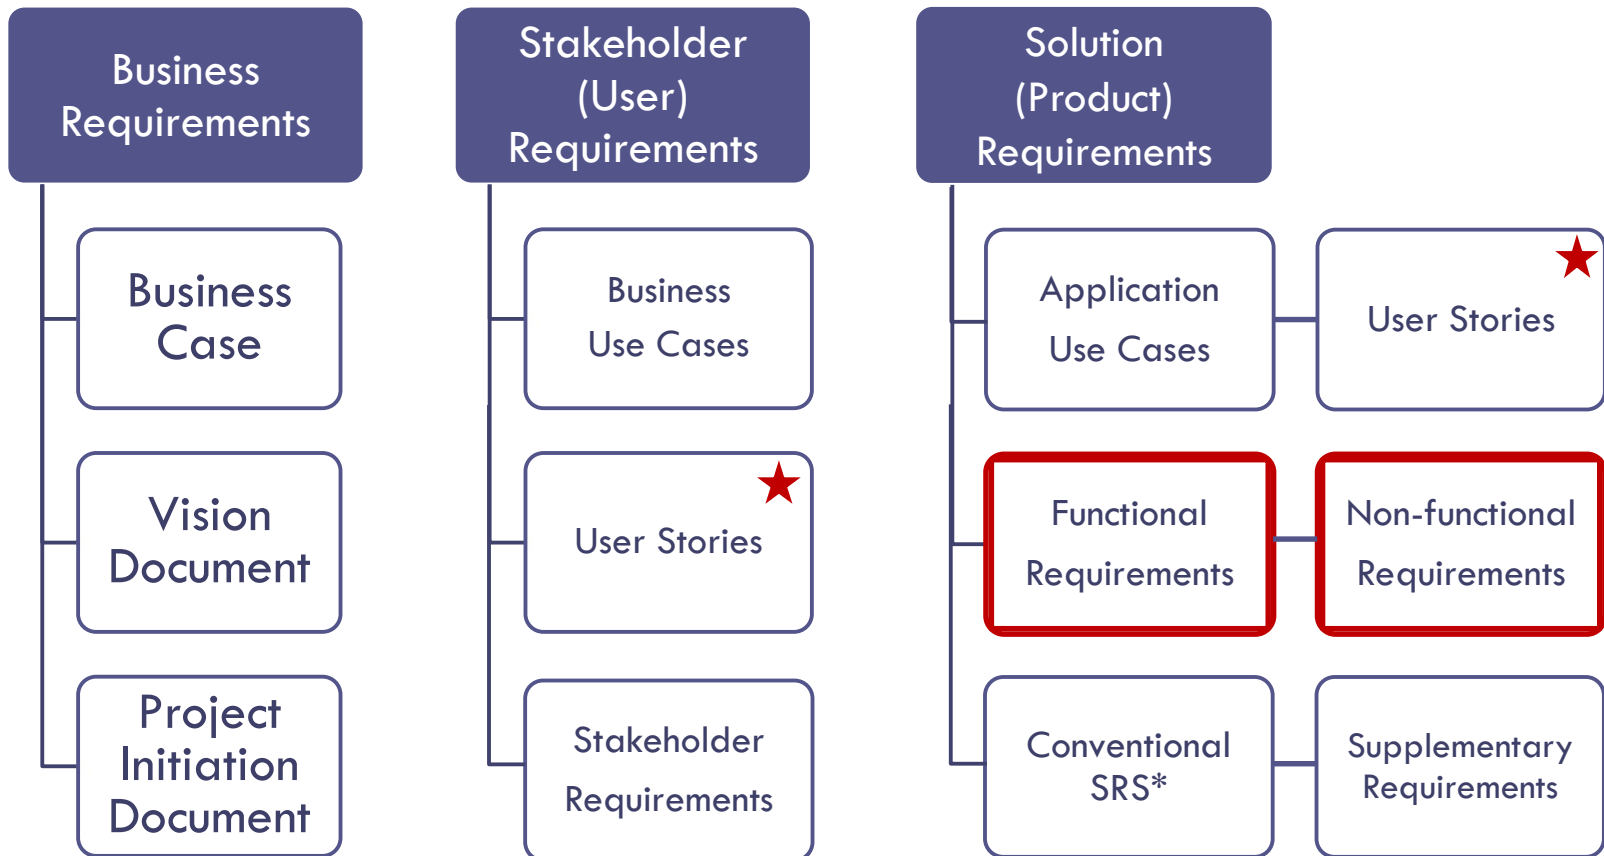 Business
Requirements
Business
Case
Vision
Document
Project
Initiation
Document
Stakeholder
(User)
Requirements
Business
Use Cases
User Stories
Stakeholder
Requirements
Solution
(Product)
Requirements
Application
Use Cases
User Stories
Functional
Requirements
Non-functional
Requirements
Conventional
SRS*
Supplementary
Requirements